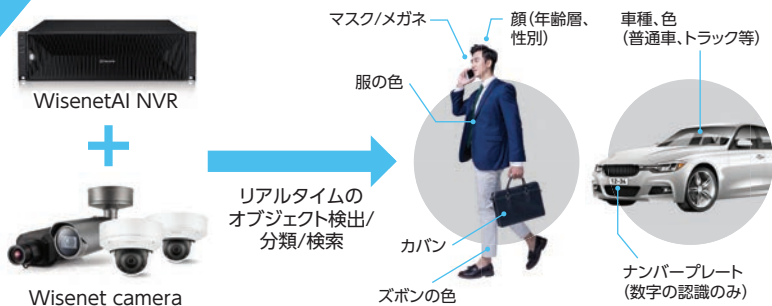 WisenetAI NVR
Wisenet camera
リアルタイムの
オブジェクト検出/
分類/検索
マスク/メガネ
顔(年齢層、
性別)
服の色
カバン
ズボンの色
車種、色
(普通車、トラック等)
12-34
ナンバープレート
(数字の認識のみ)